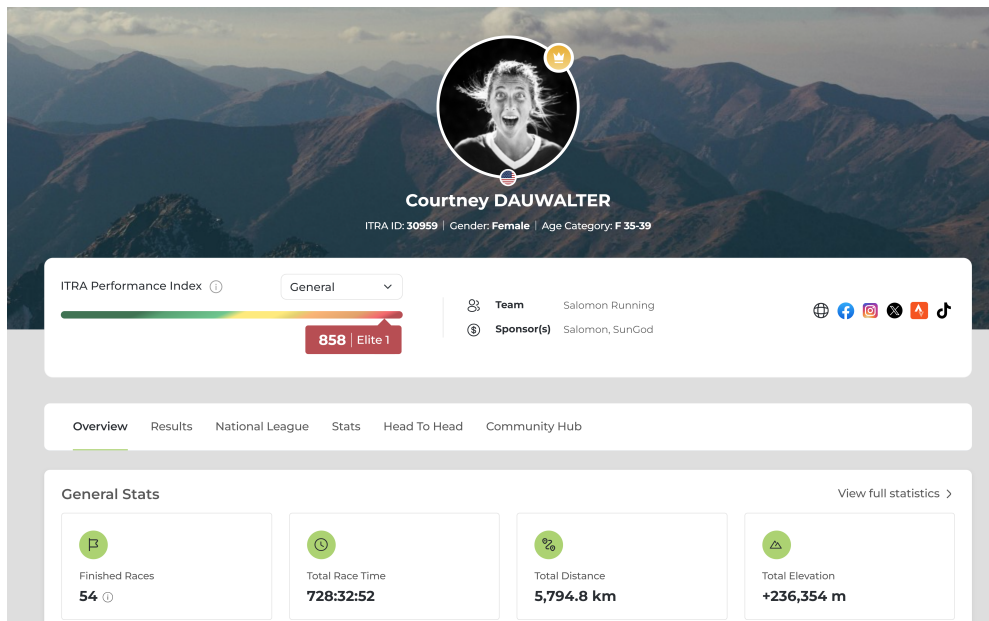 Courtney DAUWALTER
ITRA ID: 30959 | Gender: Female | Age Category: F 35-39
ITRA Performance Index
General
858 | Elite 1
Team Salomon Running
Sponsor(s) Salomon, SunGod
Overview Results National League Stats Head To Head Community Hub
General Stats
View full statistics
Finished Races
54
Total Race Time
728:32:52
Total Distance
5,794.8 km
Total Elevation
+236,354 m